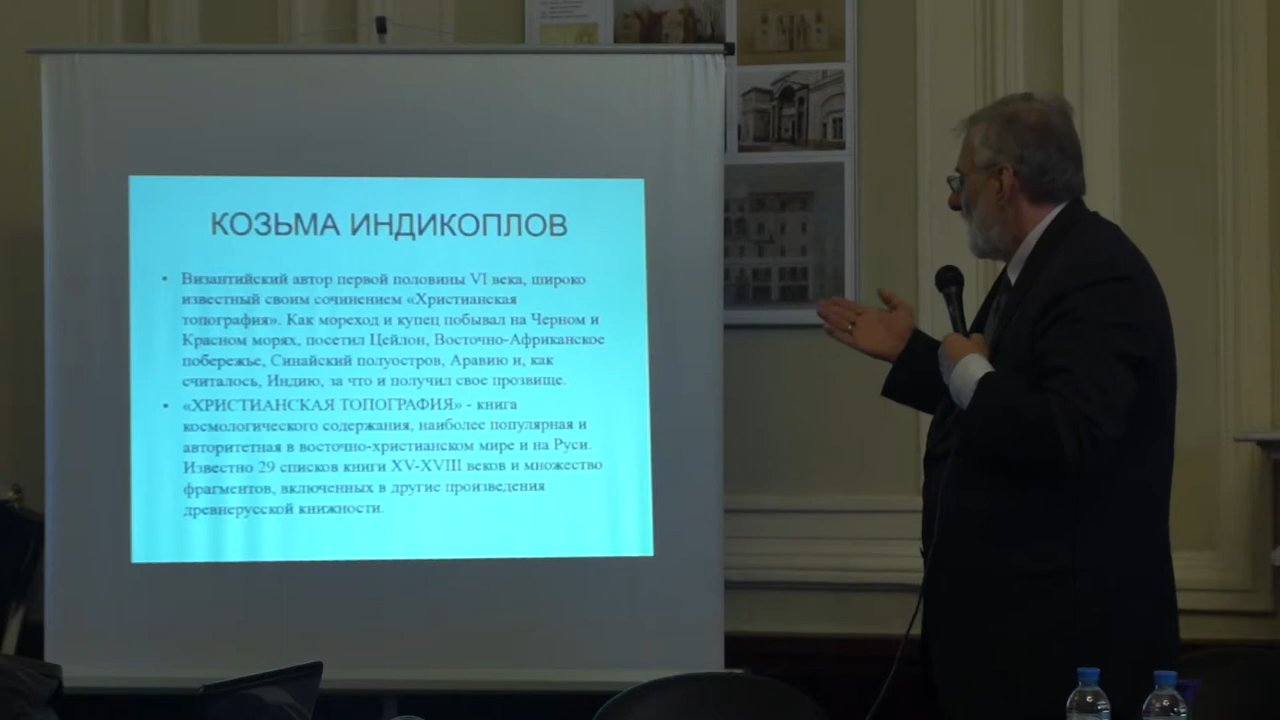 КОЗЬМА ИНДИКОПЛОВ
• Византийский автор первой половины VI века, широко
известный своим сочинением «Христианская
топография». Как мореход и купец побывал на Черном и
Красном морях, посетил Цейлон, Восточно-Африканское
побережье, Синайский полуостров, Аравию и, как
считалось, Индию, за что и получил свое прозвище.
• «ХРИСТИАНСКАЯ ТОПОГРАФИЯ» - книга
космологического содержания, наиболее популярная и
авторитетная в восточно-христианском мире и на Руси.
Известно 29 списков книги XV-XVIII веков и множество
фрагментов, включенных в другие произведения
древнерусской книжности.